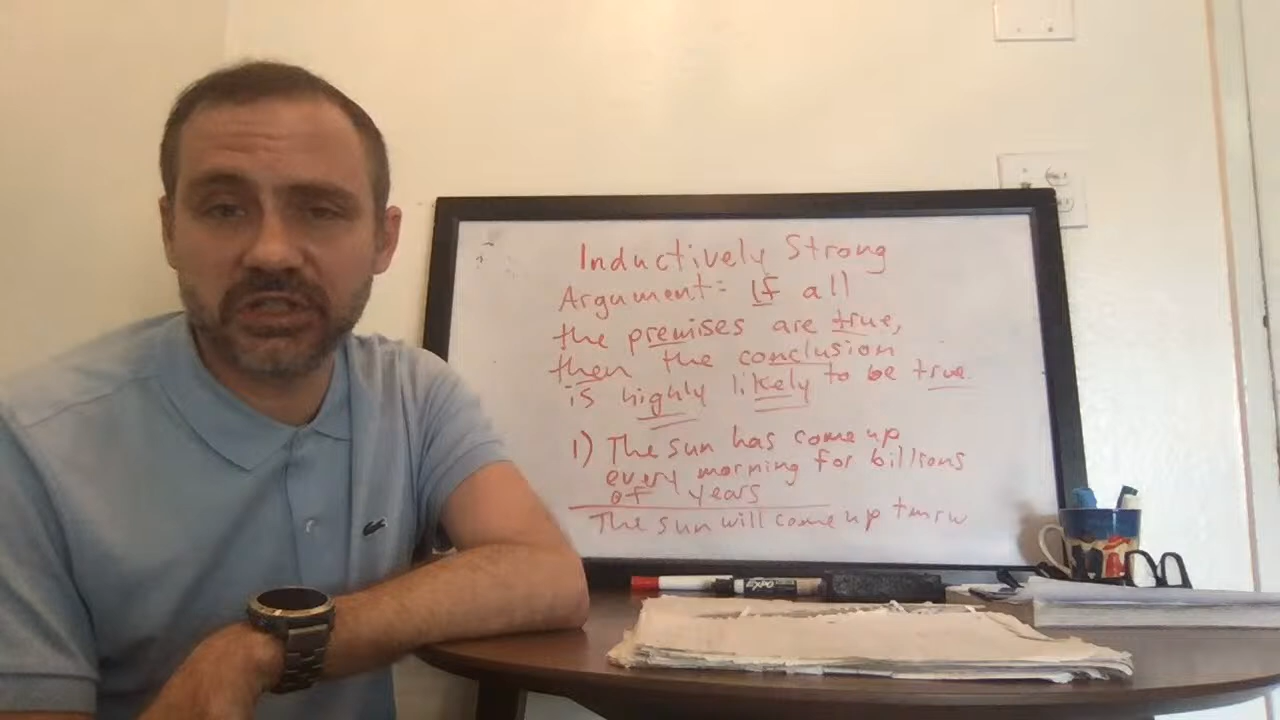 Inductively Strong
Argument: If all
the premises are true,
then the conclusion
is highly likely to be true.
1) The sun has come up
every morning for billions
of years
The sun will come up tmrw
EXPO